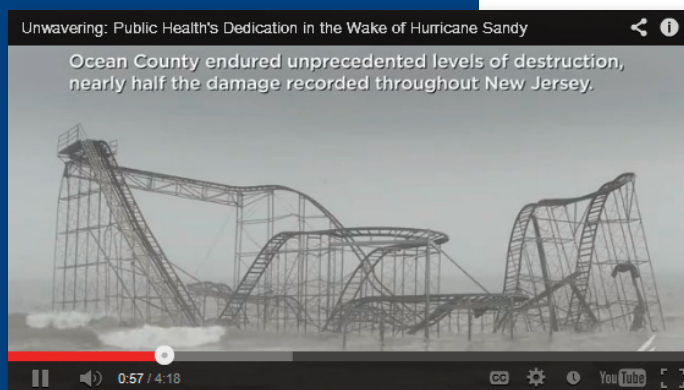 Unwavering: Public Health's Dedication in the Wake of Hurricane Sandy
Ocean County endured unprecedented levels of destruction,
nearly half the damage recorded throughout New Jersey.
0:57 / 4:18
CC
YouTube